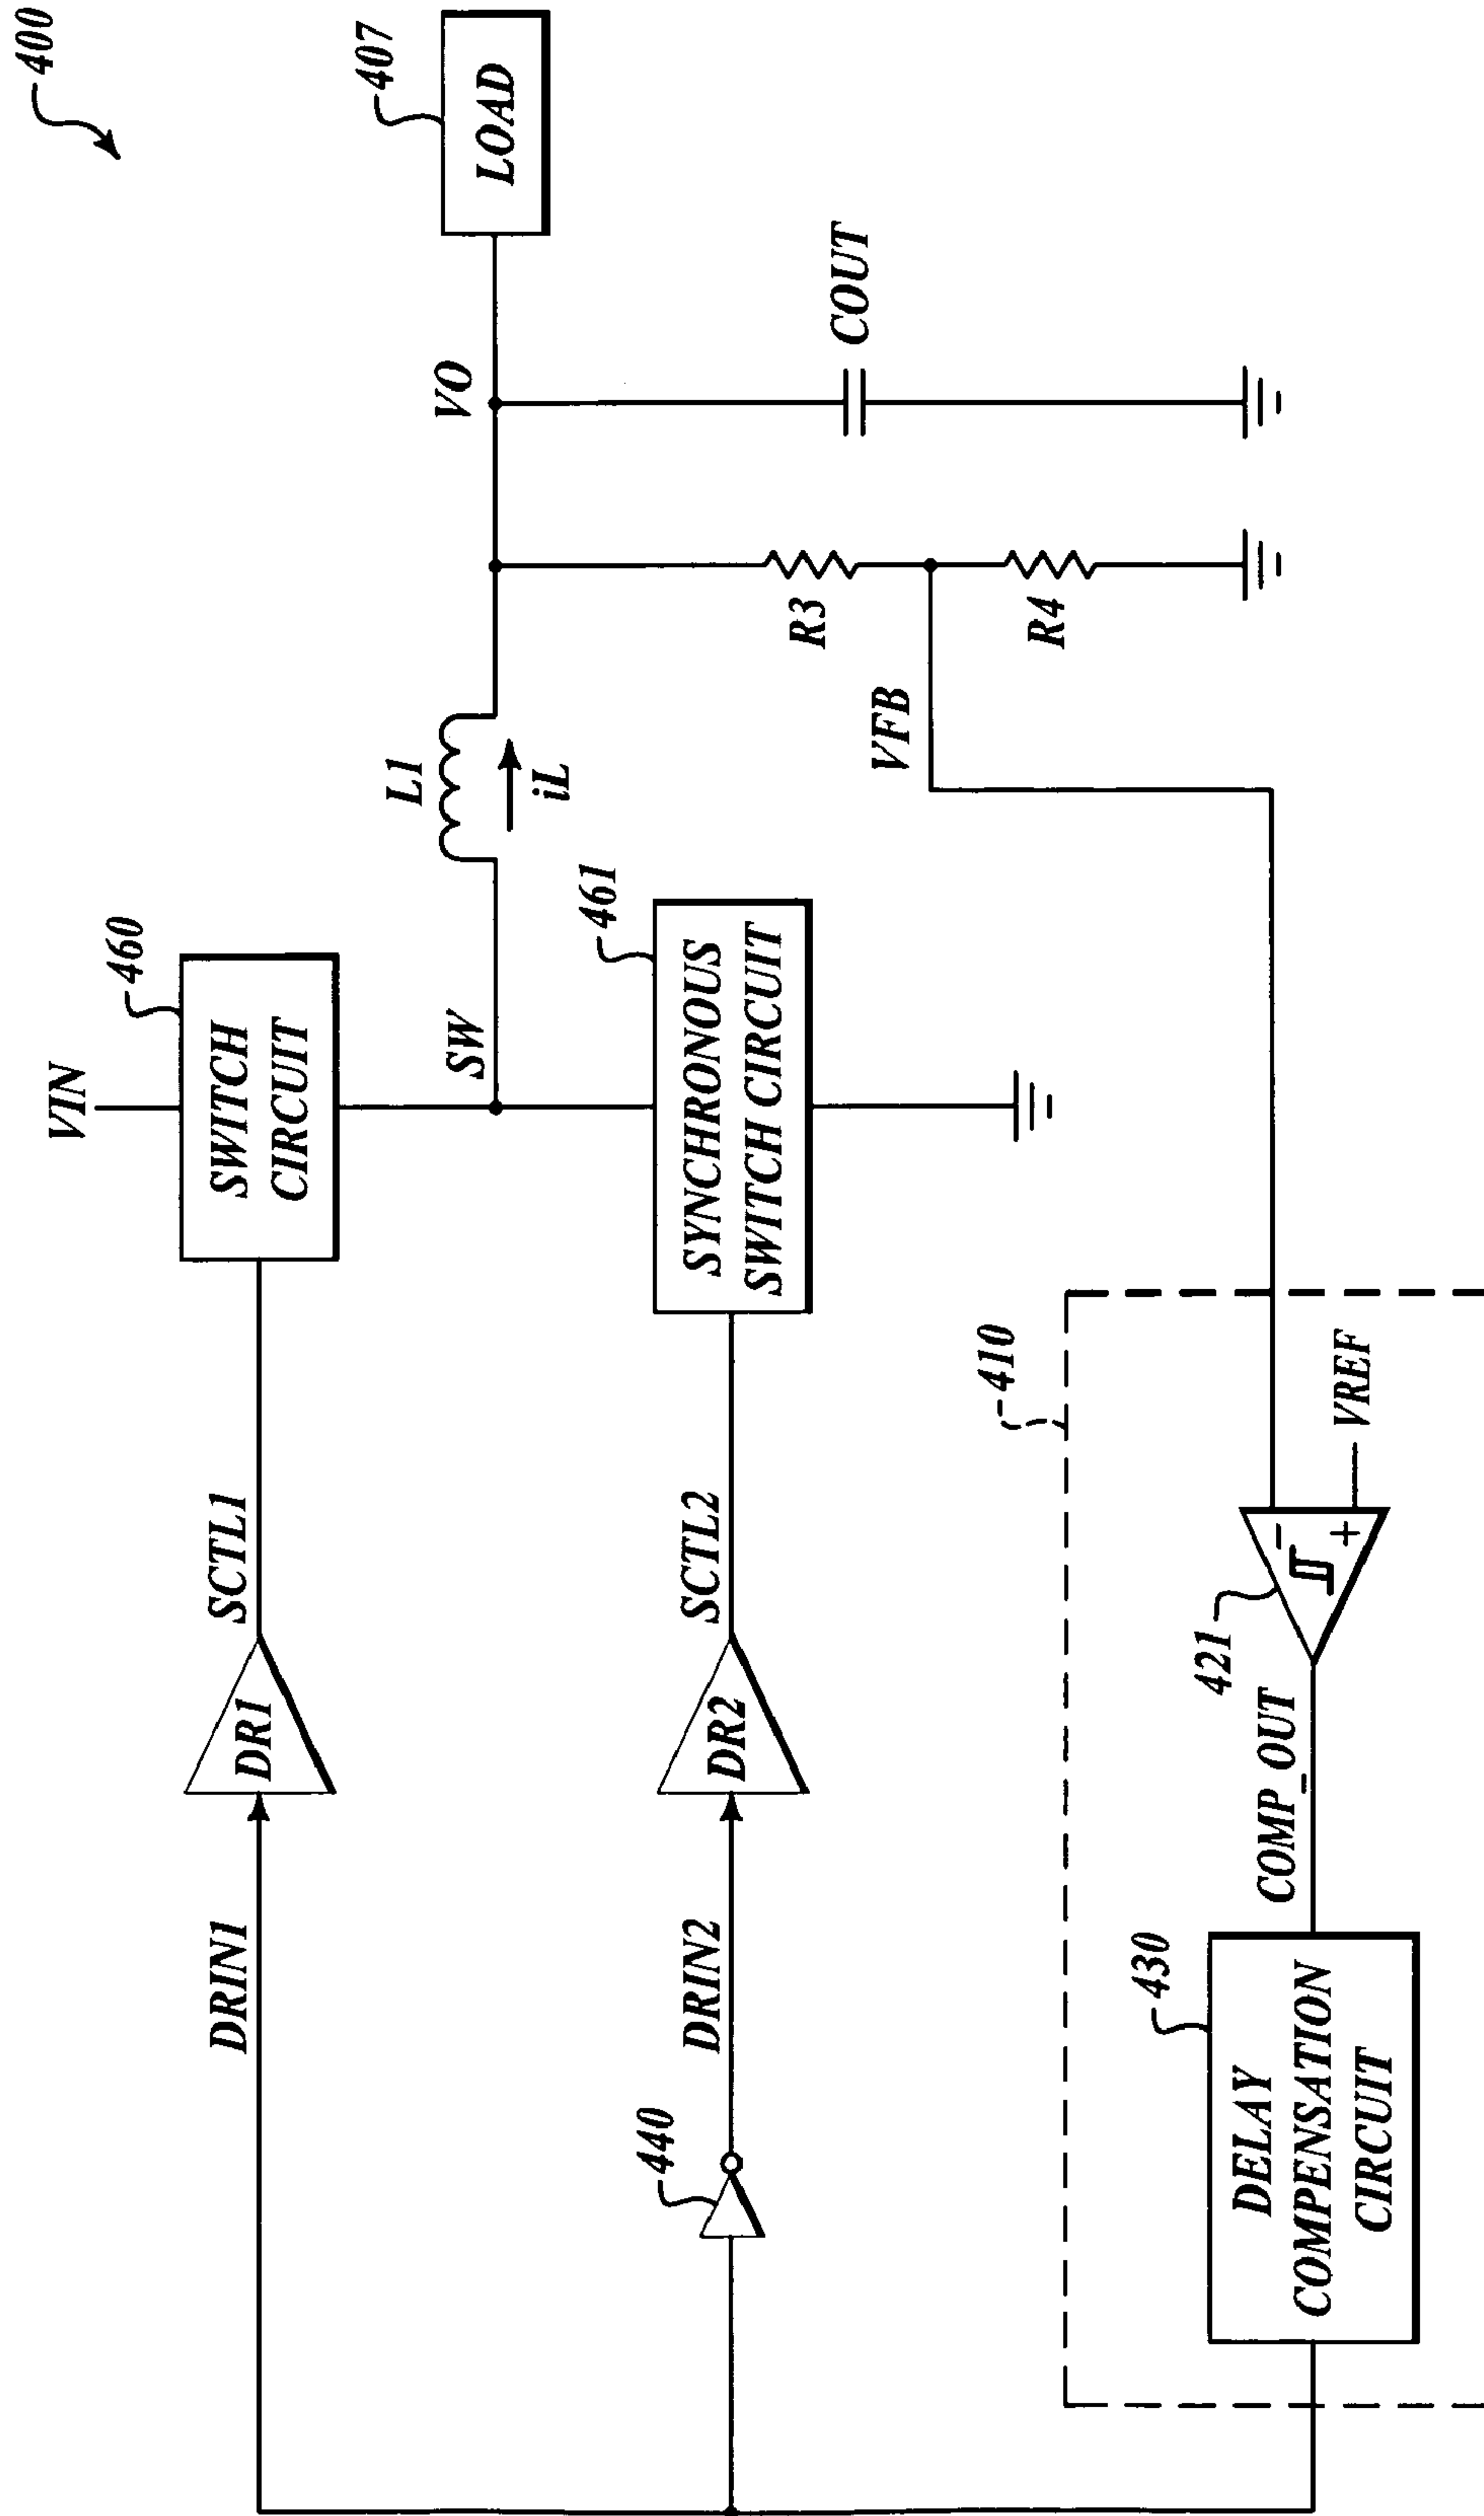 400
VIN
460
SWITCH
CIRCUIT
407
LOAD
L1
iL
SW
VO
DRIN1
DR1
SCTL1
461
SYNCHRONOUS
SWITCH CIRCUIT
440
DRIN2
DR2
SCTL2
R3
COUT
VFB
R4
410
430
DELAY
COMPENSATION
CIRCUIT
COMP_OUT
421
-
+
VREF